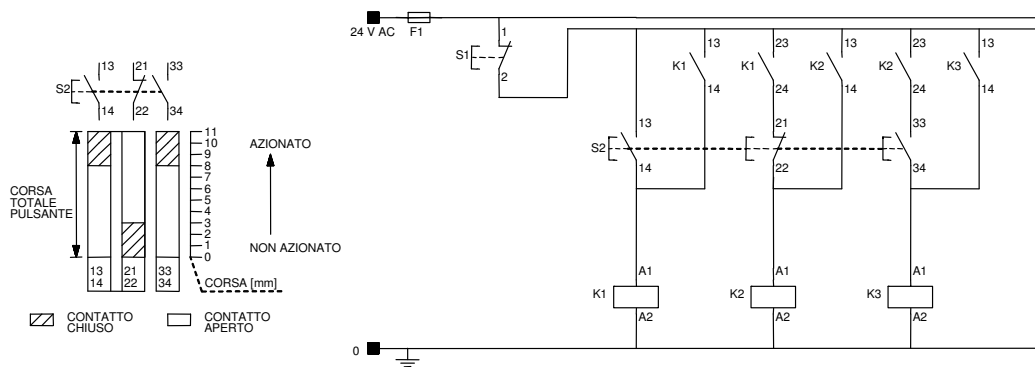 24 V AC
F1
1
S1
2
13
21
33
S2
14
22
34
13
23
13
23
13
K1
K1
K2
K2
K3
14
24
14
24
14
11
10
9
8
7
6
5
4
3
2
1
0
AZIONATO
NON AZIONATO
CORSA
TOTALE
PULSANTE
13
14
21
22
33
34
CORSA [mm]
CONTATTO
CHIUSO
CONTATTO
APERTO
13
21
33
S2
14
22
34
A1
A1
A1
K1
K2
K3
A2
A2
A2
0